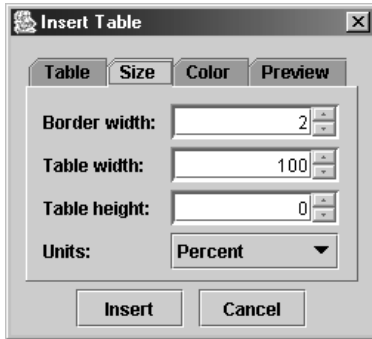 Insert Table
Table Size Color Preview
Border width: 2
Table width: 100
Table height: 0
Units: Percent
Insert Cancel